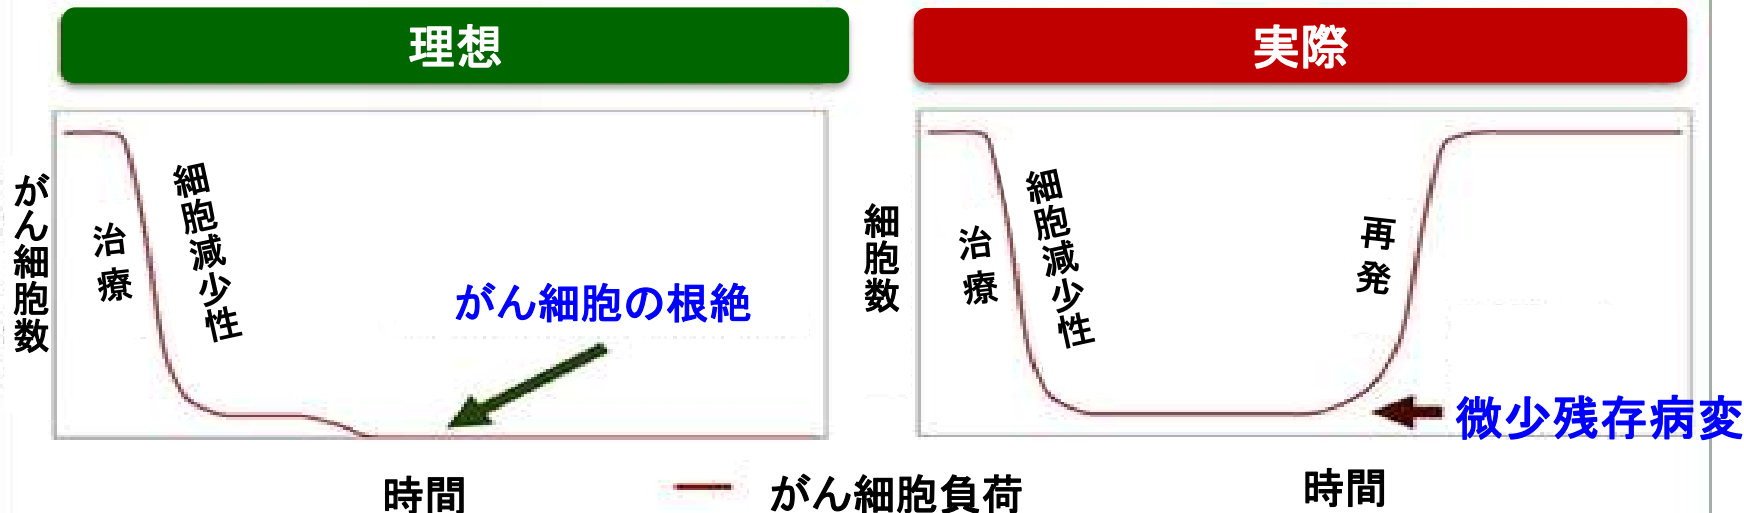 理想
実際
がん細胞数
治療
細胞減少性
がん細胞の根絶
細胞数
治療
細胞減少性
再発
微少残存病変
時間
がん細胞負荷
時間